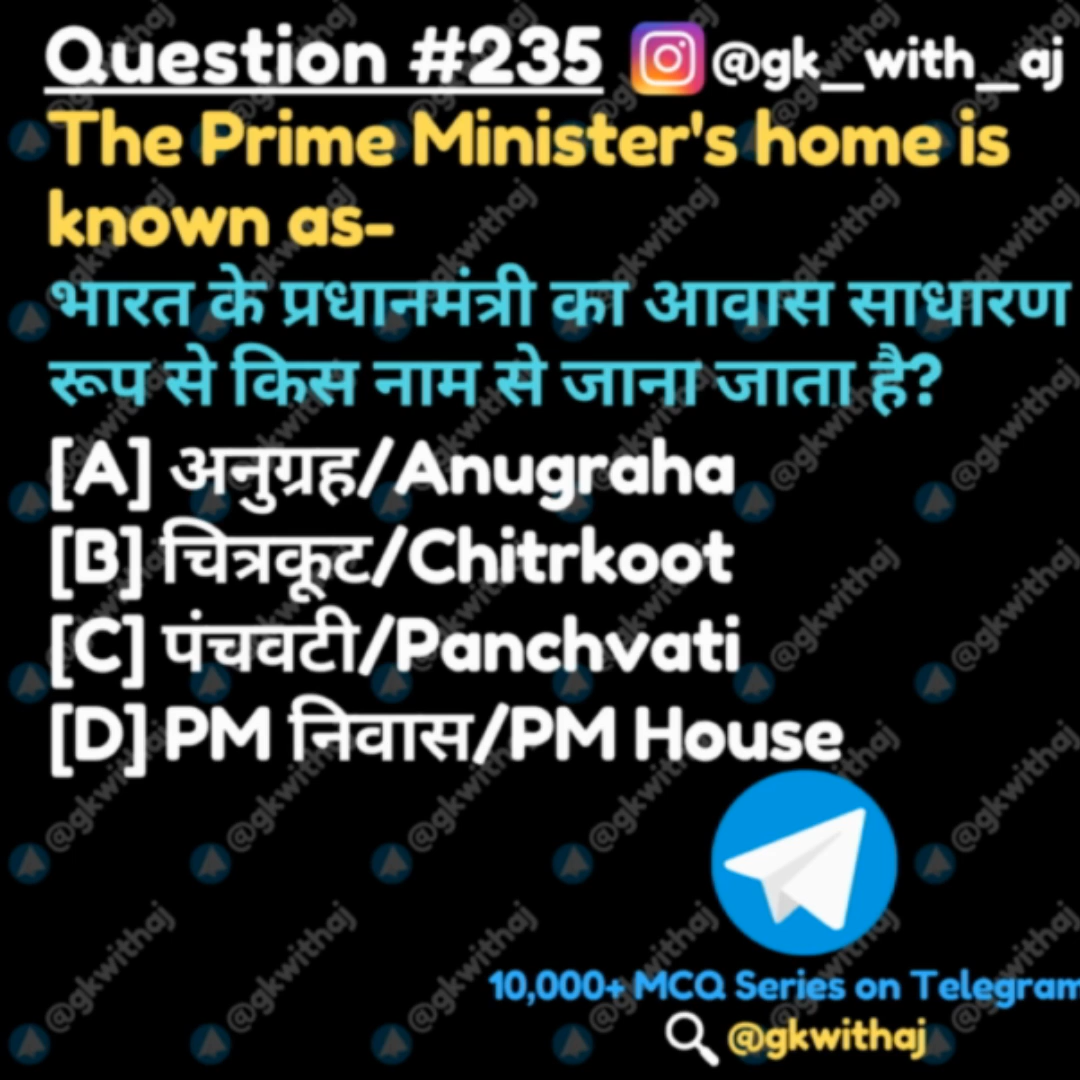 Question #235 @gk_with_aj
The Prime Minister's home is
known as-
भारत के प्रधानमंत्री का आवास साधारण
रूप से किस नाम से जाना जाता है?
[A] अनुग्रह/Anugraha
[B] चित्रकूट/Chitrkoot
[C] पंचवटी/Panchvati
[D] PM निवास/PM House
10,000+ MCQ Series on Telegram
@gkwithaj